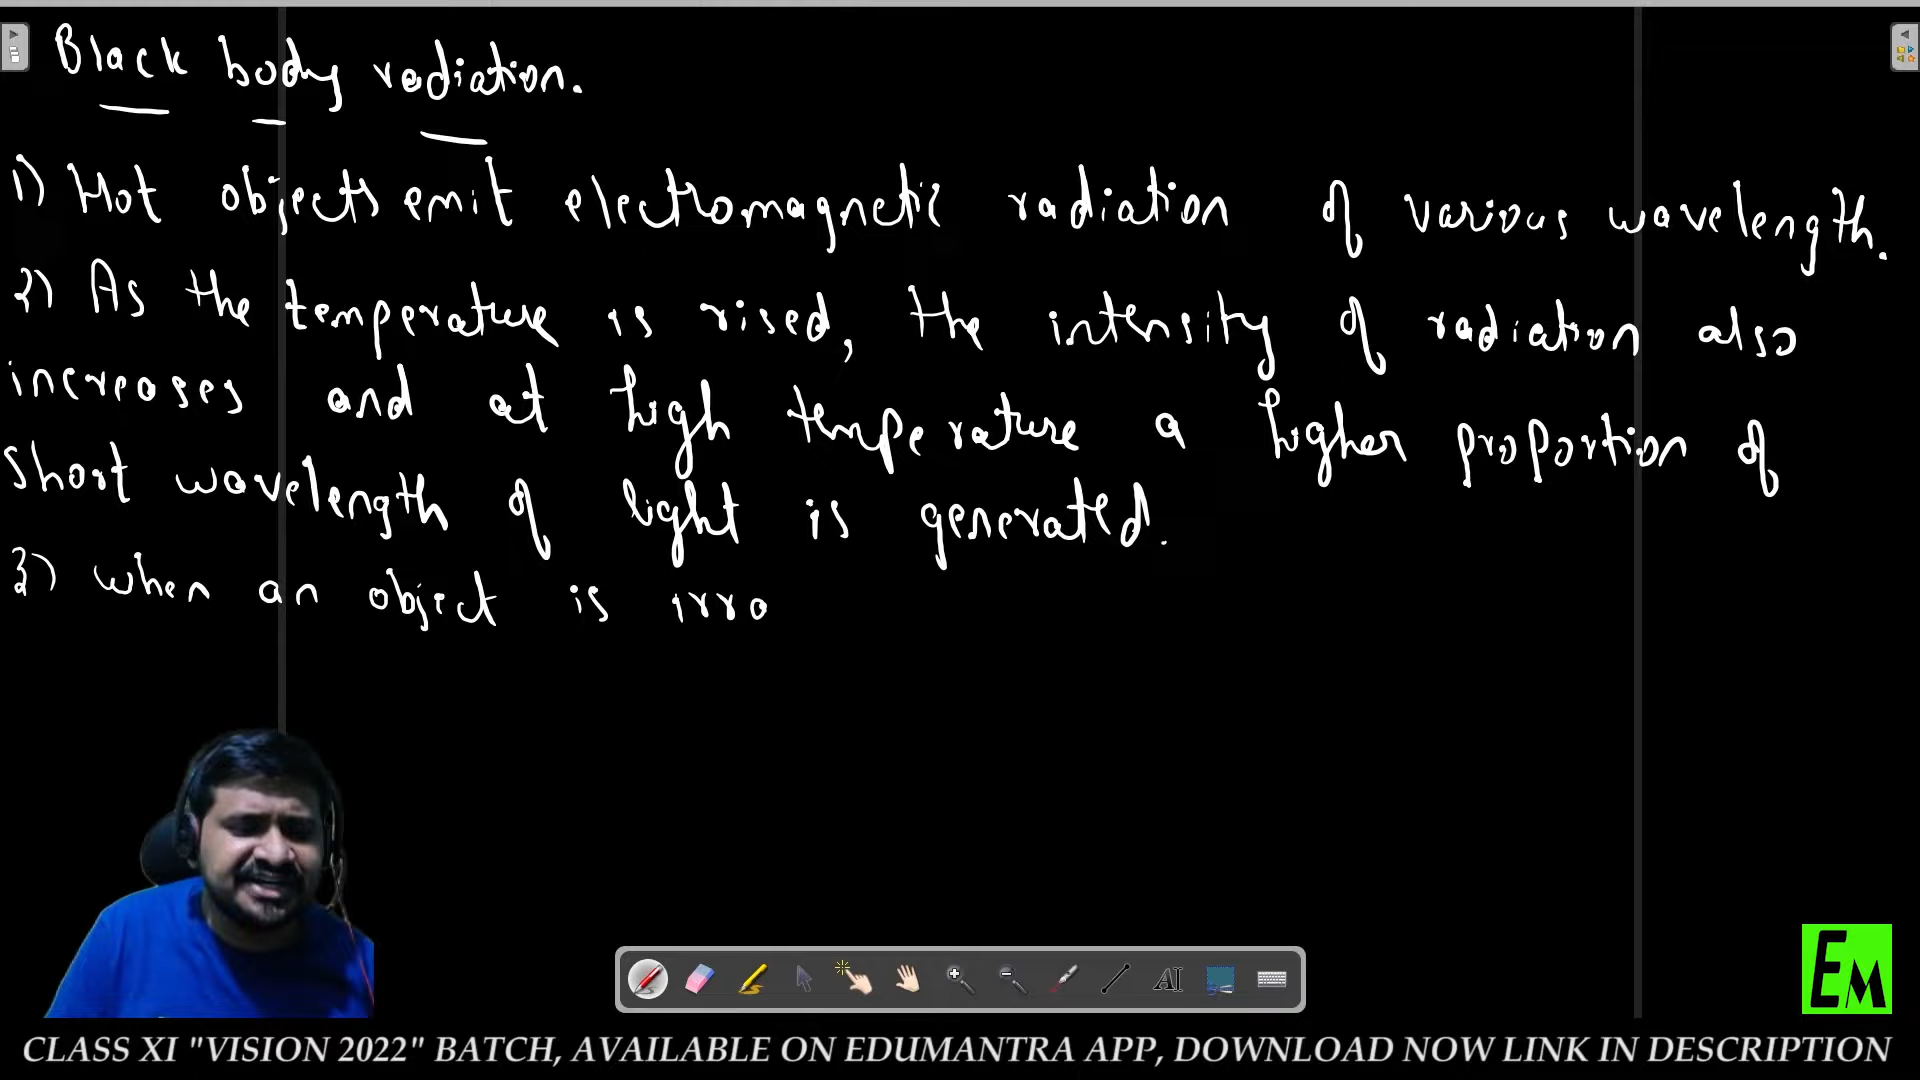 Black body radiation.
1) Hot objects emit electromagnetic radiation of various wavelength.
2) As the temperature is rised, the intensity of radiation also
increases and at high temperature a higher proportion of
short wavelength of light is generated.
3) when an object is irra
AI
EM
CLASS XI "VISION 2022" BATCH, AVAILABLE ON EDUMANTRA APP, DOWNLOAD NOW LINK IN DESCRIPTION